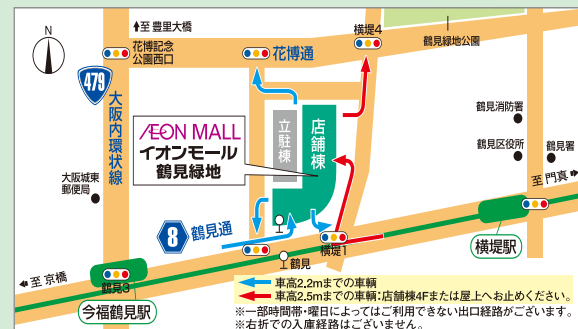 N
至 豊里大橋
花博記念
公園西口
花博通
横堤4
鶴見緑地公園
479
大阪内環状線
ÆON MALL
イオンモール
鶴見緑地
立駐棟
店舗棟
鶴見消防署
鶴見区役所
鶴見署
大阪城東
郵便局
至 門真
8
鶴見通
横堤1
横堤駅
鶴見
至 京橋
鶴見3
今福鶴見駅
車高2.2mまでの車輌
車高2.5mまでの車輌:店舗棟4Fまたは屋上へお止めください。
※一部時間帯・曜日によってはご利用できない出口経路がございます。
※右折での入庫経路はございません。